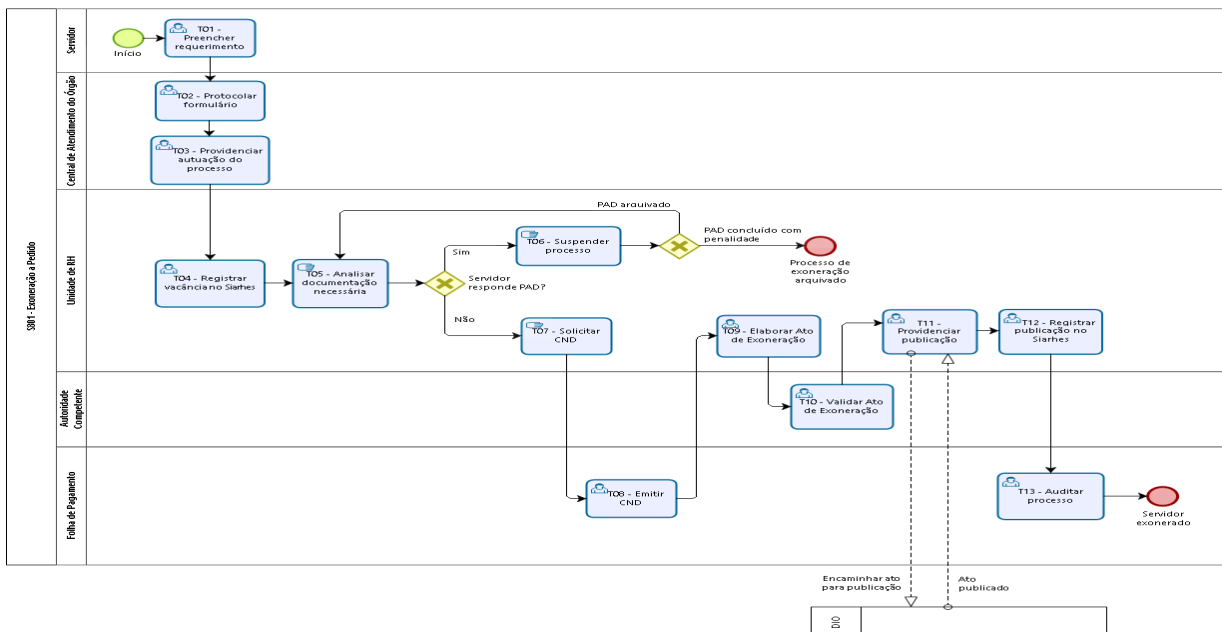 S801 - Exoneração a Pedido
Servidor
Início
T01 -
Preencher
requerimento
Central de Atendimento do Órgão
T02 - Protocolar
formulário
T03 - Providenciar
autuação do
processo
Unidade de RH
T04 - Registrar
vacância no Siarhes
T05 - Analisar
documentação
necessária
Servidor
responde PAD?
Sim
Não
T06 - Suspender
processo
PAD arquivado
PAD concluído com
penalidade
Processo de
exoneração
arquivado
T07 - Solicitar
CND
T09 - Elaborar Ato
de Exoneração
T11 -
Providenciar
publicação
T12 - Registrar
publicação no
Siarhes
Autoridade
Competente
T10 - Validar Ato
de Exoneração
Folha de Pagamento
T08 - Emitir
CND
T13 - Auditar
processo
Servidor
exonerado
Encaminhar ato
para publicação
Ato
publicado
DIO